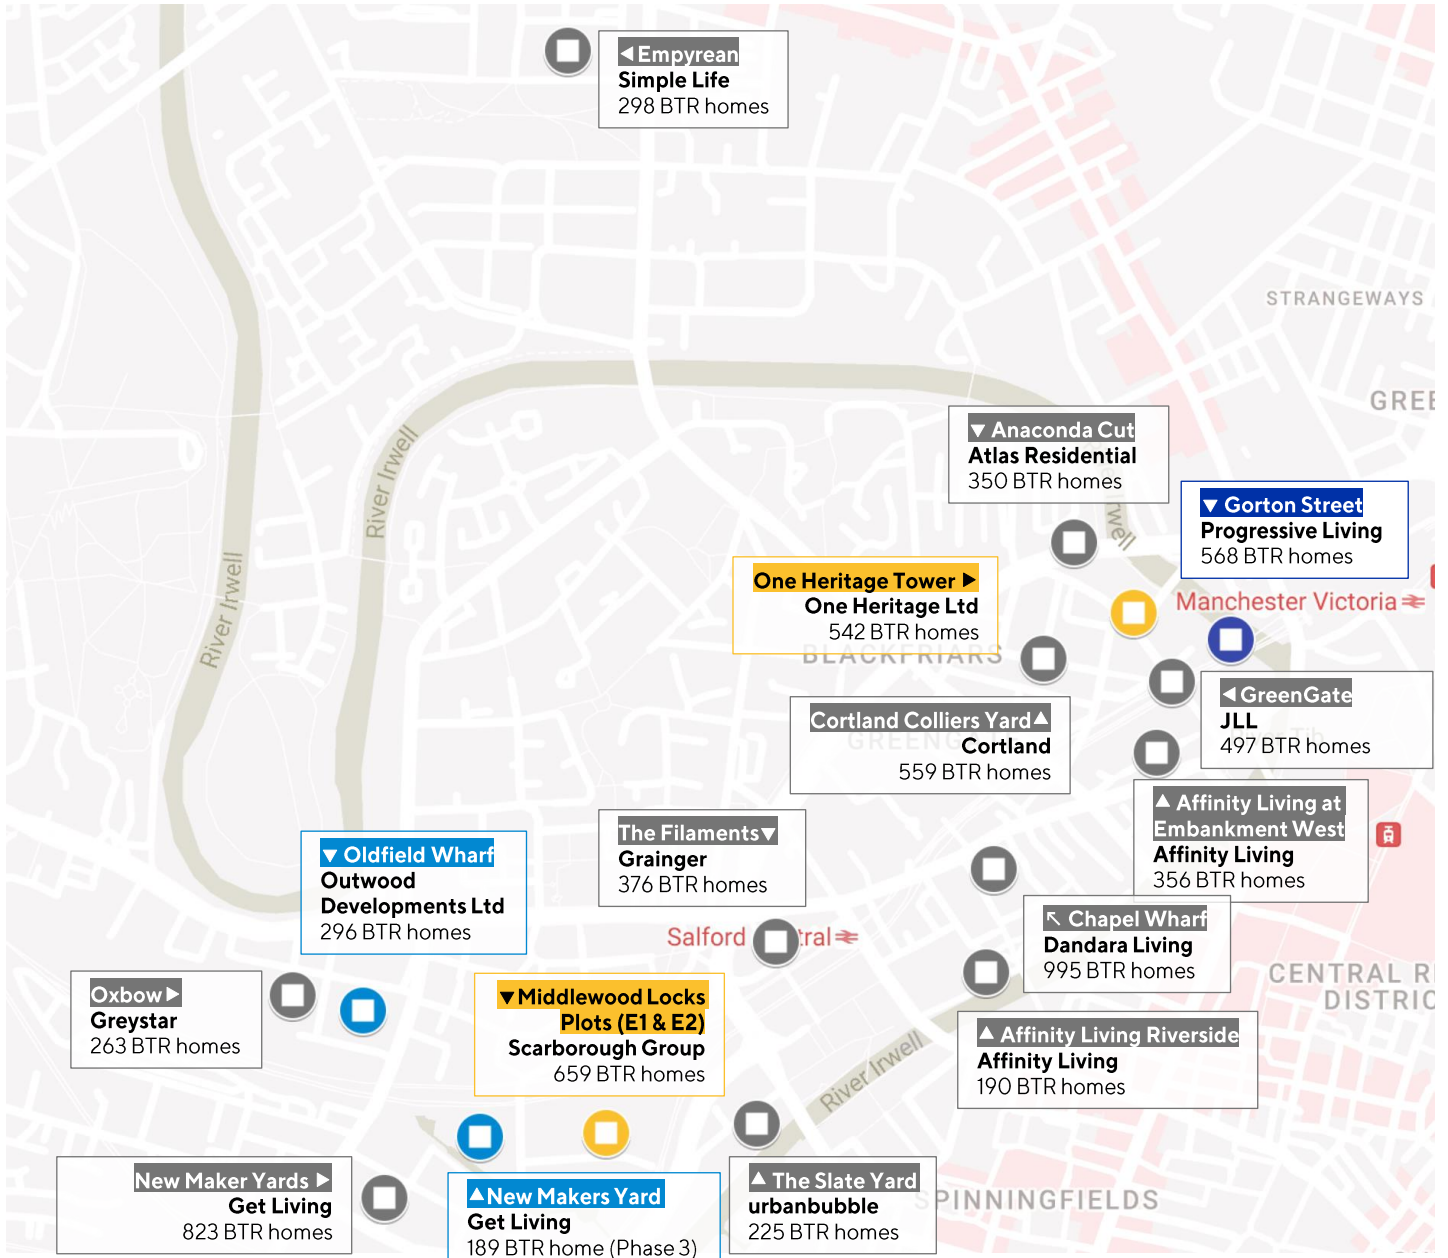 ◀ Empyrean
Simple Life
298 BTR homes
STRANGEWAYS
▼ Anaconda Cut
Atlas Residential
350 BTR homes
River Irwell
▼ Gorton Street
Progressive Living
568 BTR homes
One Heritage Tower ▶
One Heritage Ltd
542 BTR homes
Manchester Victoria
BLACKFRIARS
River Irwell
◀ GreenGate
JLL
497 BTR homes
Cortland Colliers Yard ▲
Cortland
559 BTR homes
▲ Affinity Living at
Embankment West
Affinity Living
356 BTR homes
The Filaments ▼
Grainger
376 BTR homes
▼ Oldfield Wharf
Outwood
Developments Ltd
296 BTR homes
Salford
↖ Chapel Wharf
Dandara Living
995 BTR homes
CENTRAL
Oxbow ▶
Greystar
263 BTR homes
▼ Middlewood Locks
Plots (E1 & E2)
Scarborough Group
659 BTR homes
▲ Affinity Living Riverside
Affinity Living
190 BTR homes
River Irwell
New Maker Yards ▶
Get Living
823 BTR homes
▲ New Makers Yard
Get Living
189 BTR home (Phase 3)
▲ The Slate Yard
urbanbubble
225 BTR homes
SPINNINGFIELDS